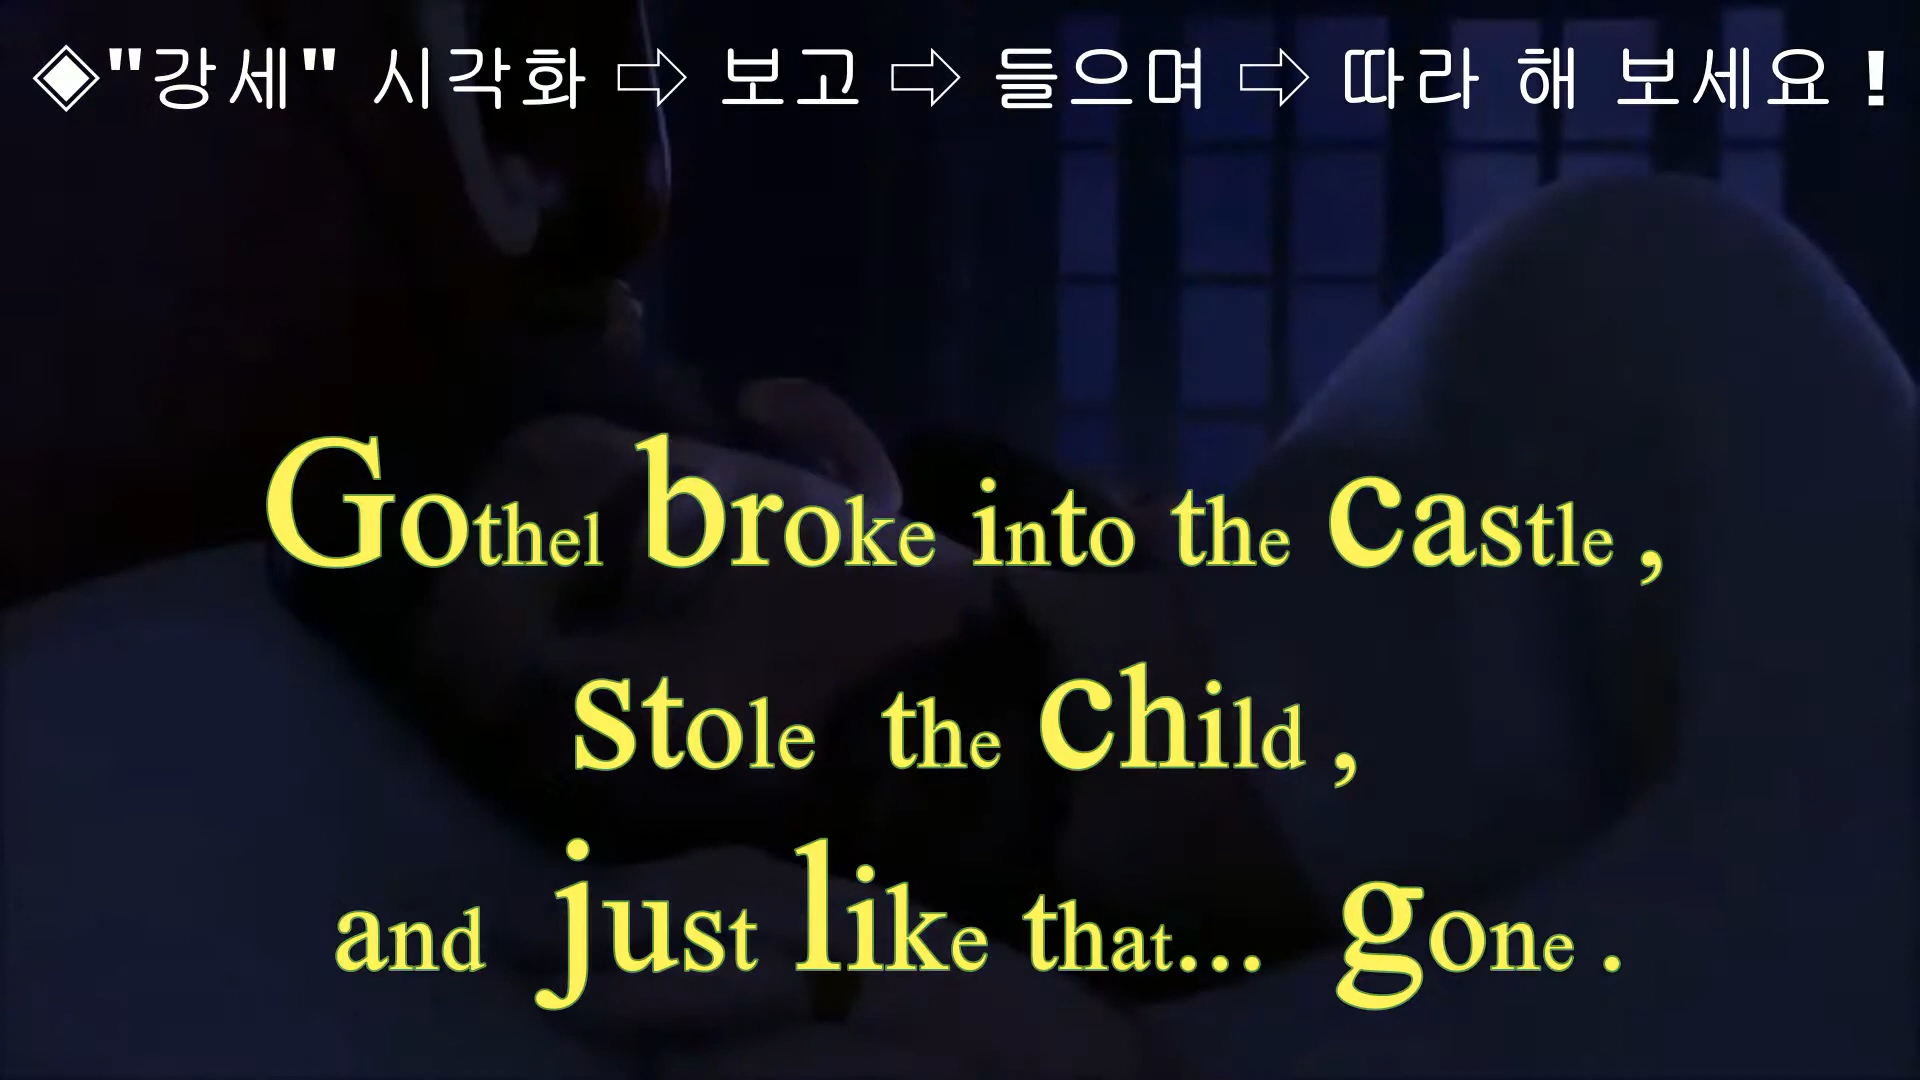 ◈"강세" 시각화 ⇨ 보고 ⇨ 들으며 ⇨ 따라 해 보세요 !
Gothel broke into the castle ,
stole the child ,
and just like that... gone .